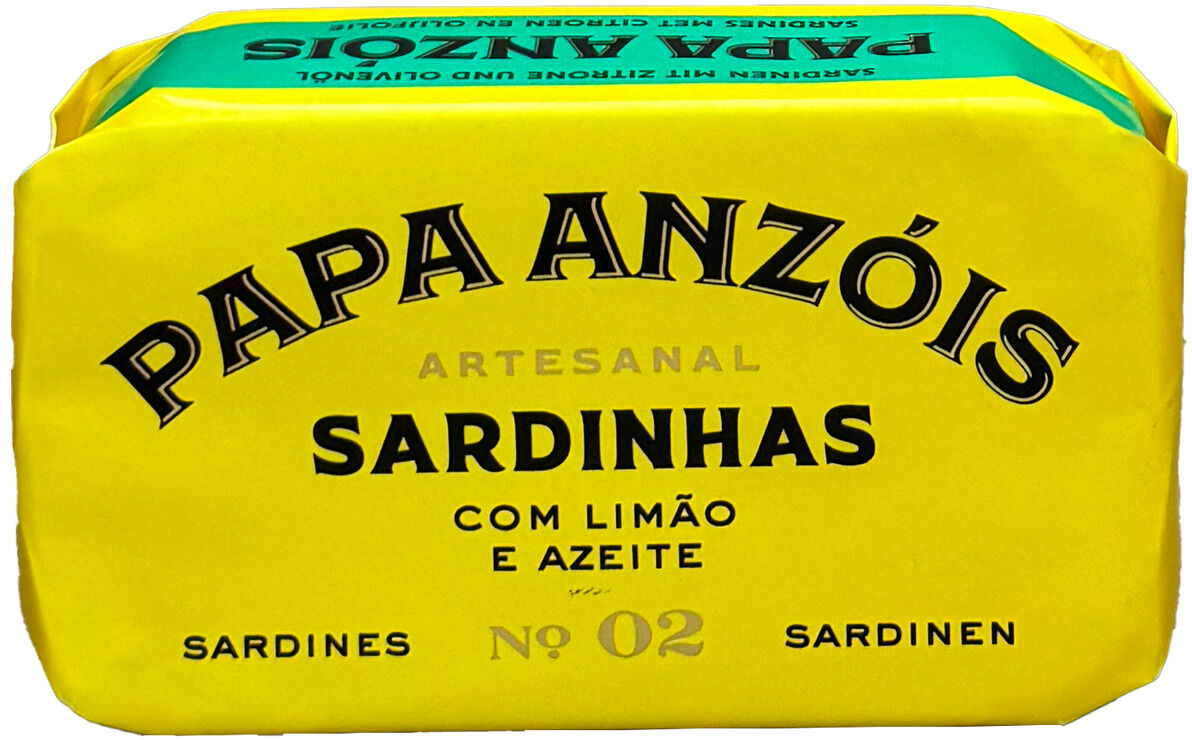 SARDINES MET CITROEN EN OLIJFOLIE
PAPA ANZÓIS
SARDINEN MIT ZITRONE UND OLIVENÖL
PAPA ANZÓIS
ARTESANAL
SARDINHAS
COM LIMÃO
E AZEITE
SARDINES Nº 02 SARDINEN